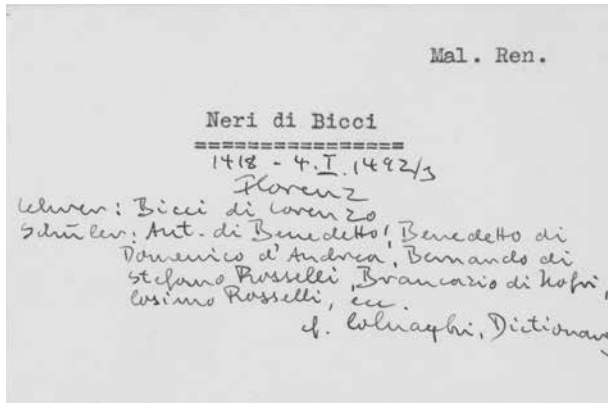 Mal. Ren.
Neri di Bicci
================
1418 - 4. I. 1492/3
Florenz
Lehrer: Bicci di Lorenzo
Schüler: Ant. di Benedetto, Benedetto di
Domenico d'Andrea, Bernardo di
Stefano Rosselli, Brancazio di Nofri,
Cosimo Rosselli, ecc.
cf. Colnaghi, Dictionary